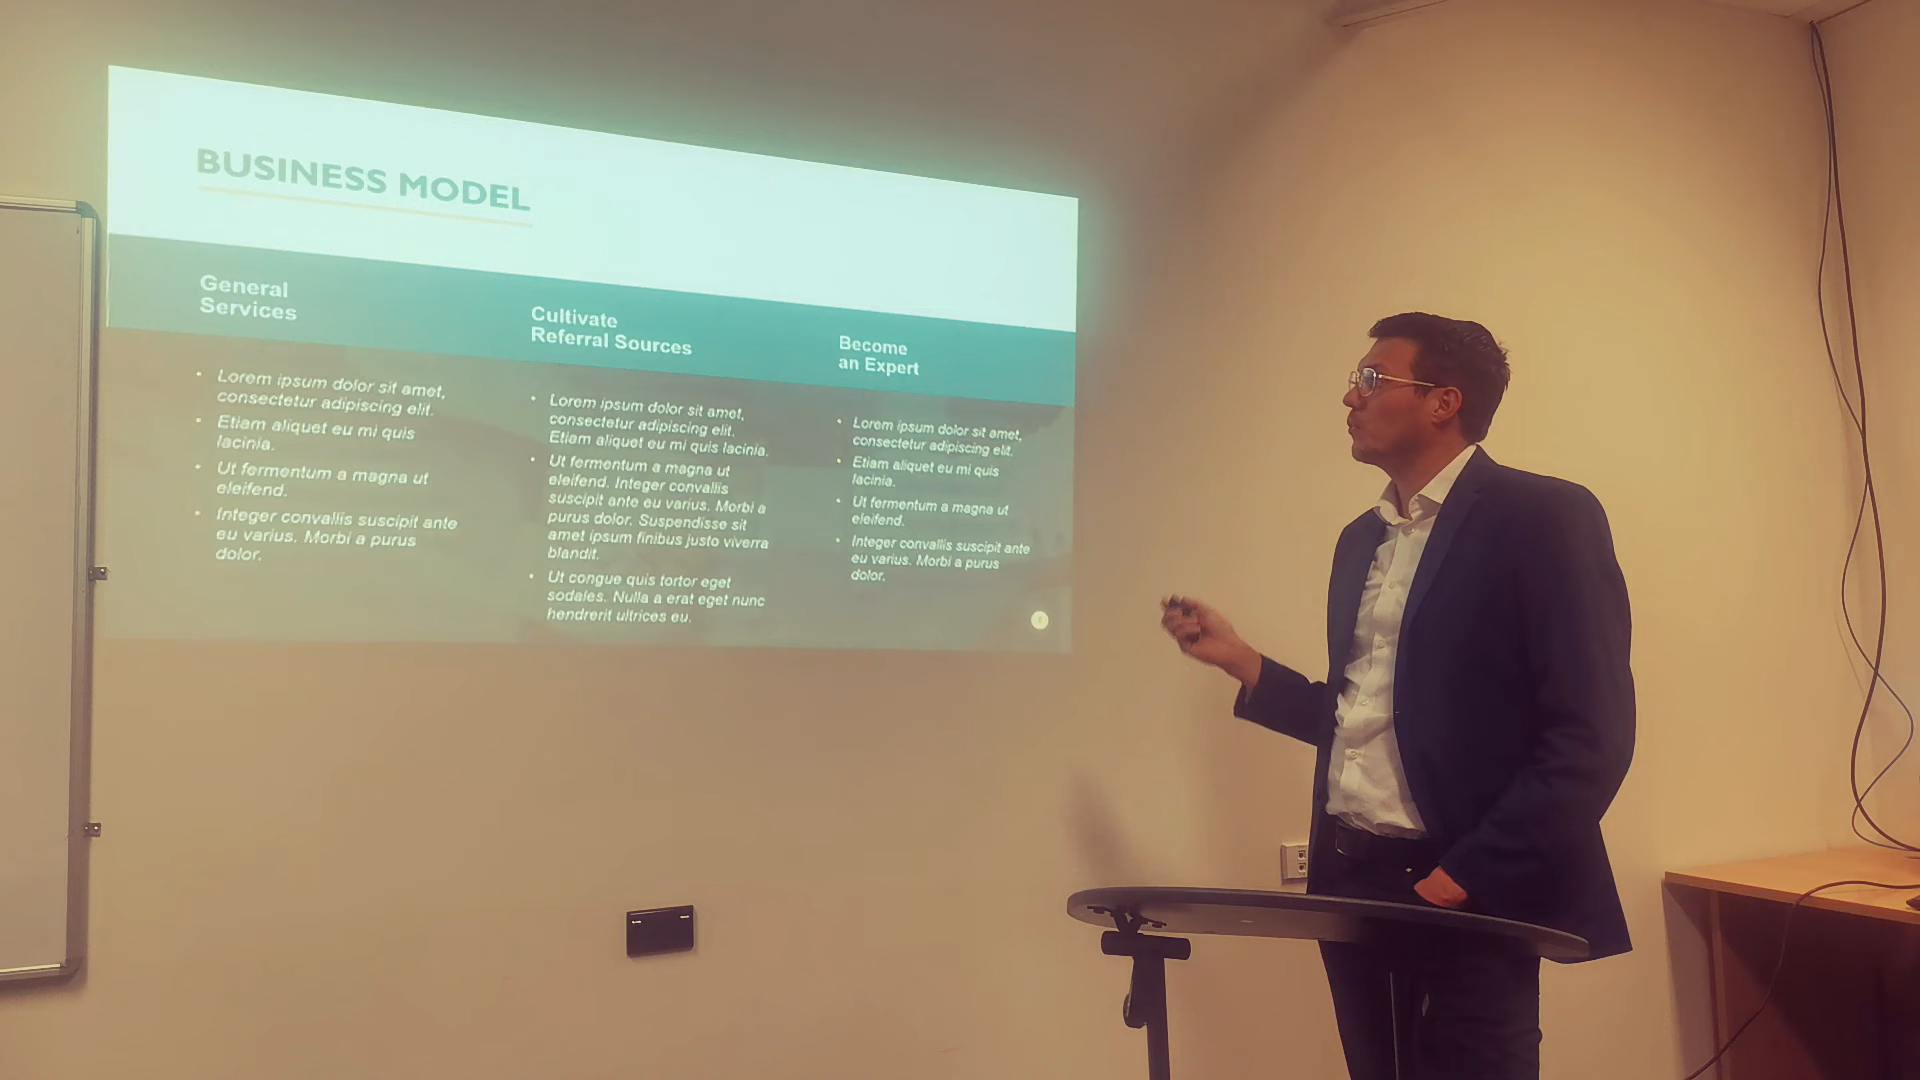 BUSINESS MODEL
General
Services
• Lorem ipsum dolor sit amet,
consectetur adipiscing elit.
• Etiam aliquet eu mi quis
lacinia.
• Ut fermentum a magna ut
eleifend.
• Integer convallis suscipit ante
eu varius. Morbi a purus
dolor.
Cultivate
Referral Sources
• Lorem ipsum dolor sit amet,
consectetur adipiscing elit.
Etiam aliquet eu mi quis lacinia.
• Ut fermentum a magna ut
eleifend. Integer convallis
suscipit ante eu varius. Morbi a
purus dolor. Suspendisse sit
amet ipsum finibus justo viverra
blandit.
• Ut congue quis tortor eget
sodales. Nulla a erat eget nunc
hendrerit ultrices eu.
Become
an Expert
• Lorem ipsum dolor sit amet,
consectetur adipiscing elit.
• Etiam aliquet eu mi quis
lacinia.
• Ut fermentum a magna ut
eleifend.
• Integer convallis suscipit ante
eu varius. Morbi a purus
dolor.